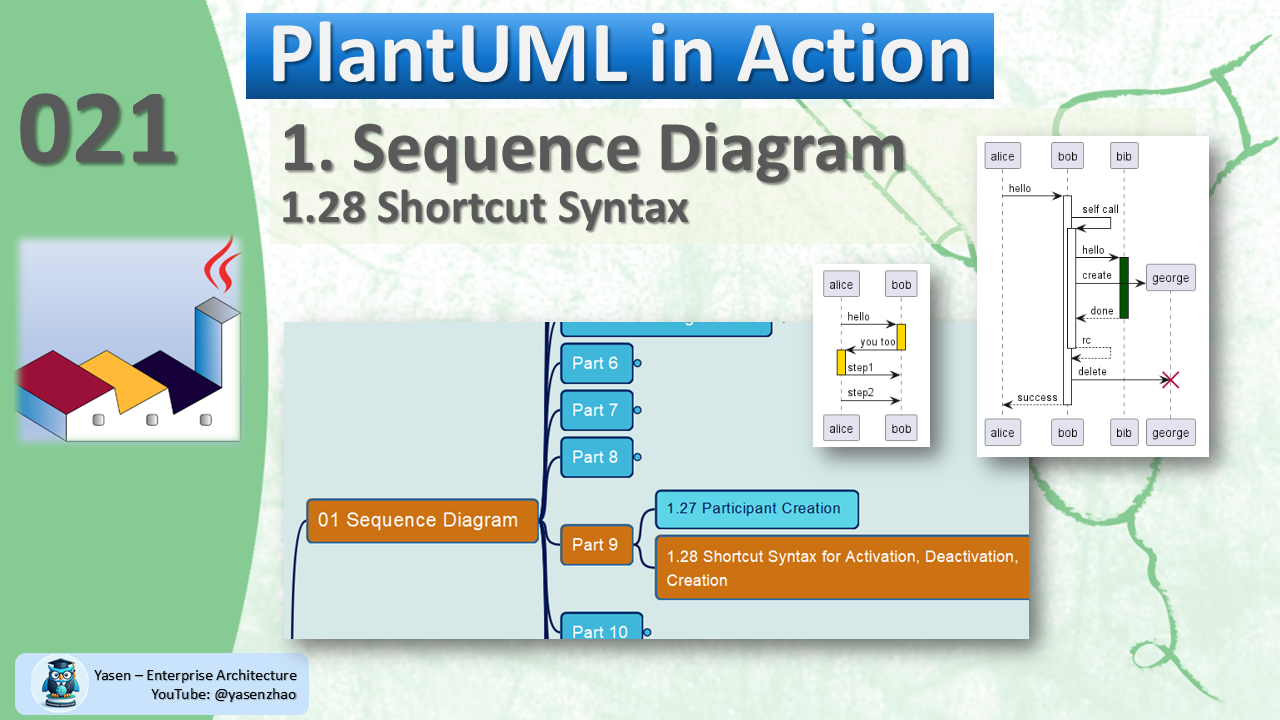 PlantUML in Action
021
1. Sequence Diagram
1.28 Shortcut Syntax
alice bob bib
hello
self call
hello
create
george
done
rc
delete
success
alice bob bib george
alice bob
hello
you too
step1
step2
alice bob
Part 6
Part 7
Part 8
01 Sequence Diagram
Part 9
1.27 Participant Creation
1.28 Shortcut Syntax for Activation, Deactivation,
Creation
Part 10
Yasen – Enterprise Architecture
YouTube: @yasenzhao